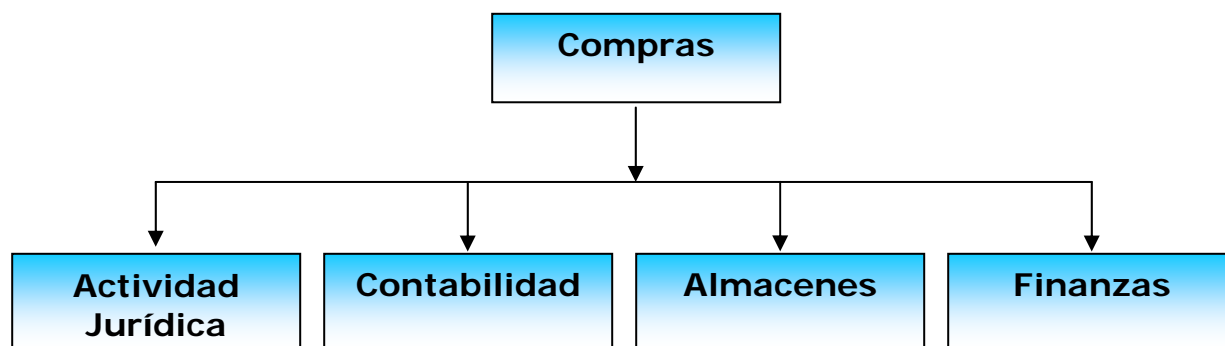 Compras
Actividad
Jurídica
Contabilidad
Almacenes
Finanzas